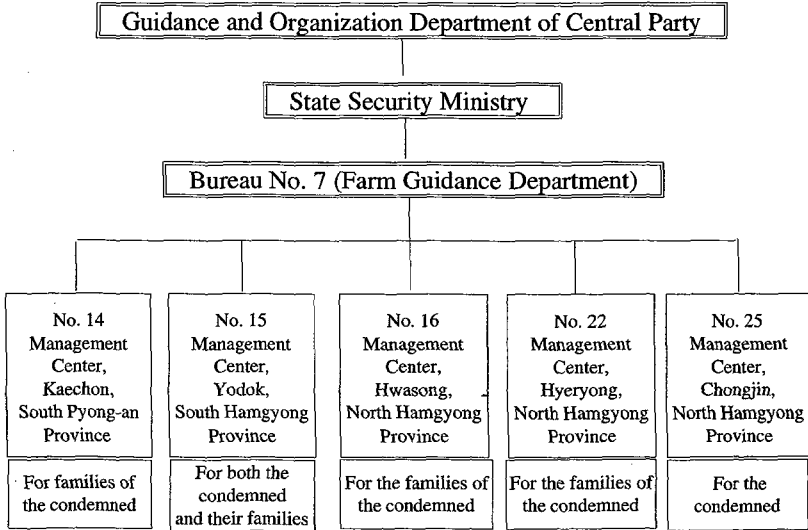 Guidance and Organization Department of Central Party
State Security Ministry
Bureau No. 7 (Farm Guidance Department)
No. 14
Management
Center,
Kaechon,
South Pyong-an
Province
For families of
the condemned
No. 15
Management
Center,
Yodok,
South Hamgyong
Province
For both the
condemned
and their families
No. 16
Management
Center,
Hwasong,
North Hamgyong
Province
For the families of
the condemned
No. 22
Management
Center,
Hyeryong,
North Hamgyong
Province
For the families of
the condemned
No. 25
Management
Center,
Chongjin,
North Hamgyong
Province
For the
condemned